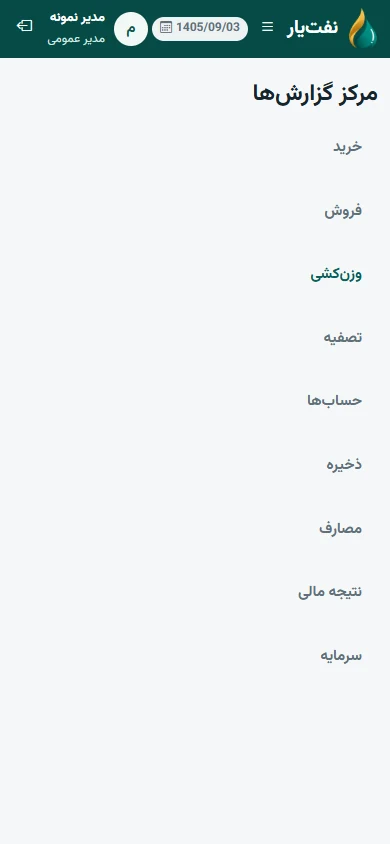 نفت‌یار
1405/09/03
م
مدیر نمونه
مدیر عمومی
مرکز گزارش‌ها
خرید
فروش
وزن‌کشی
تصفیه
حساب‌ها
ذخیره
مصارف
نتیجه مالی
سرمایه